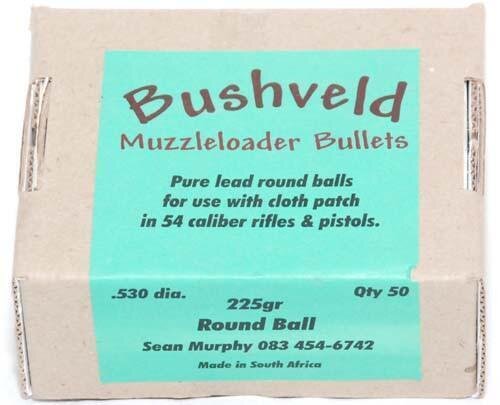 Bushveld
Muzzleloader Bullets
Pure lead round balls
for use with cloth patch
in 54 caliber rifles & pistols.
.530 dia.
Qty 50
225gr
Round Ball
Sean Murphy 083 454-6742
Made in South Africa